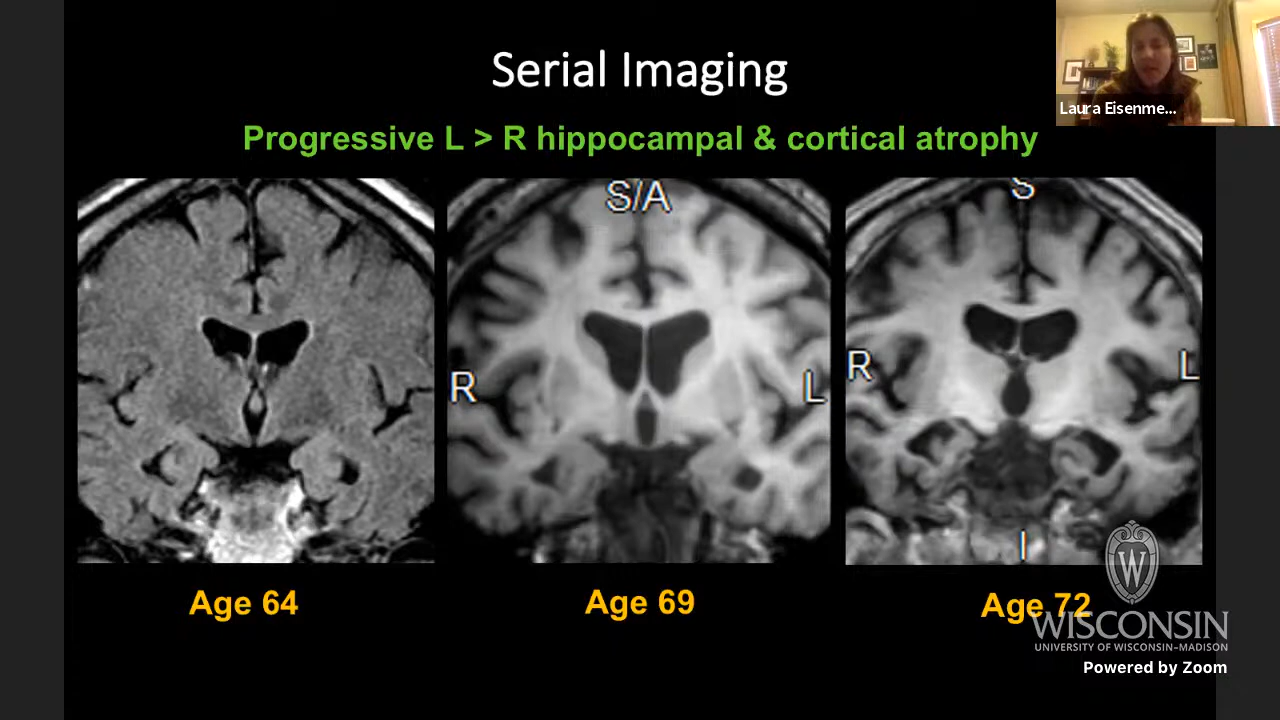 Serial Imaging
Laura Eisenme...
Progressive L > R hippocampal & cortical atrophy
S/A
S
R
L
R
L
I
Age 64
Age 69
Age 72
W
WISCONSIN
UNIVERSITY OF WISCONSIN–MADISON
Powered by Zoom